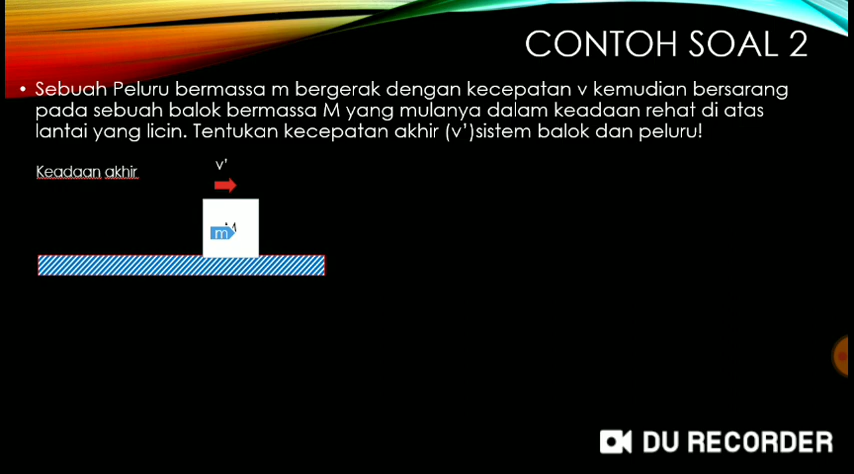 CONTOH SOAL 2
• Sebuah Peluru bermassa m bergerak dengan kecepatan v kemudian bersarang
pada sebuah balok bermassa M yang mulanya dalam keadaan rehat di atas
lantai yang licin. Tentukan kecepatan akhir (v')sistem balok dan peluru!
Keadaan akhir
v'
m
DU RECORDER